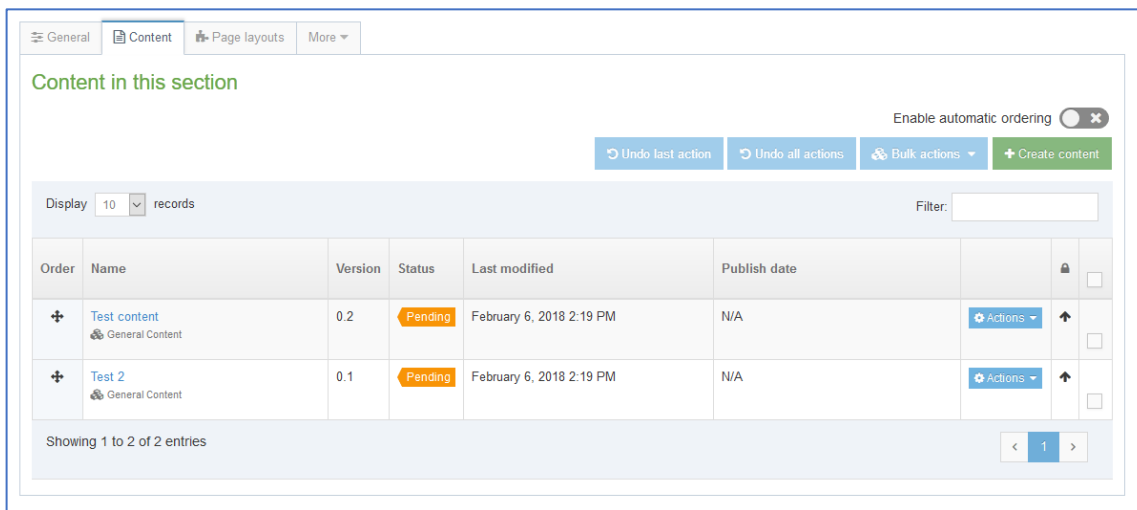 General Content Page layouts More
Content in this section
Enable automatic ordering
Undo last action Undo all actions Bulk actions Create content
Display 10 records Filter:
Order Name Version Status Last modified Publish date
Test content 0.2 Pending February 6, 2018 2:19 PM N/A Actions
General Content
Test 2 0.1 Pending February 6, 2018 2:19 PM N/A Actions
General Content
Showing 1 to 2 of 2 entries 1